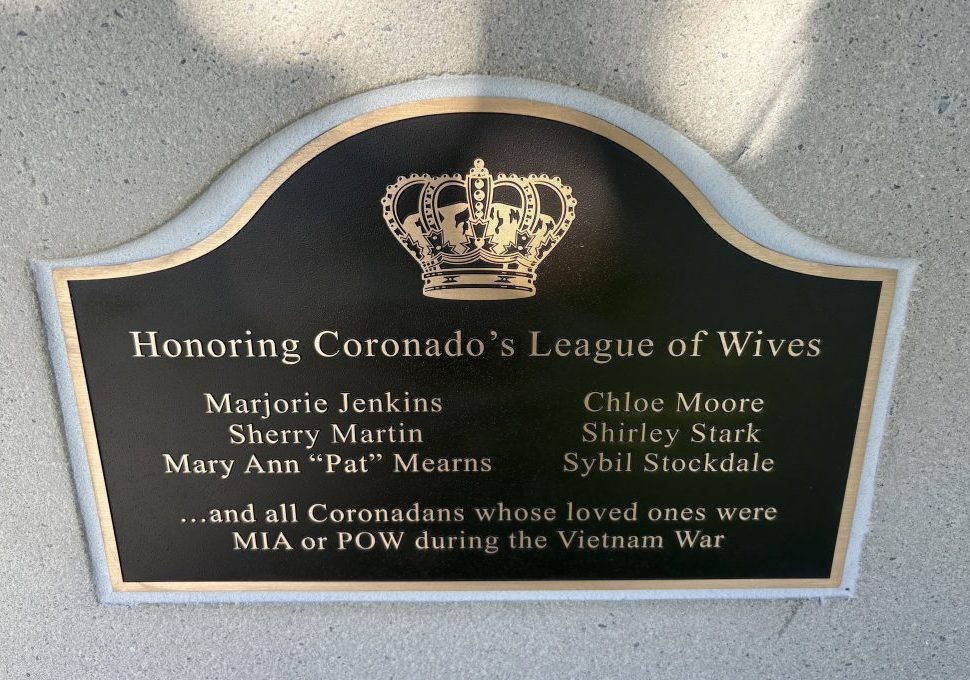 Honoring Coronado's League of Wives
Marjorie Jenkins
Sherry Martin
Mary Ann “Pat” Mearns
Chloe Moore
Shirley Stark
Sybil Stockdale
...and all Coronadans whose loved ones were
MIA or POW during the Vietnam War